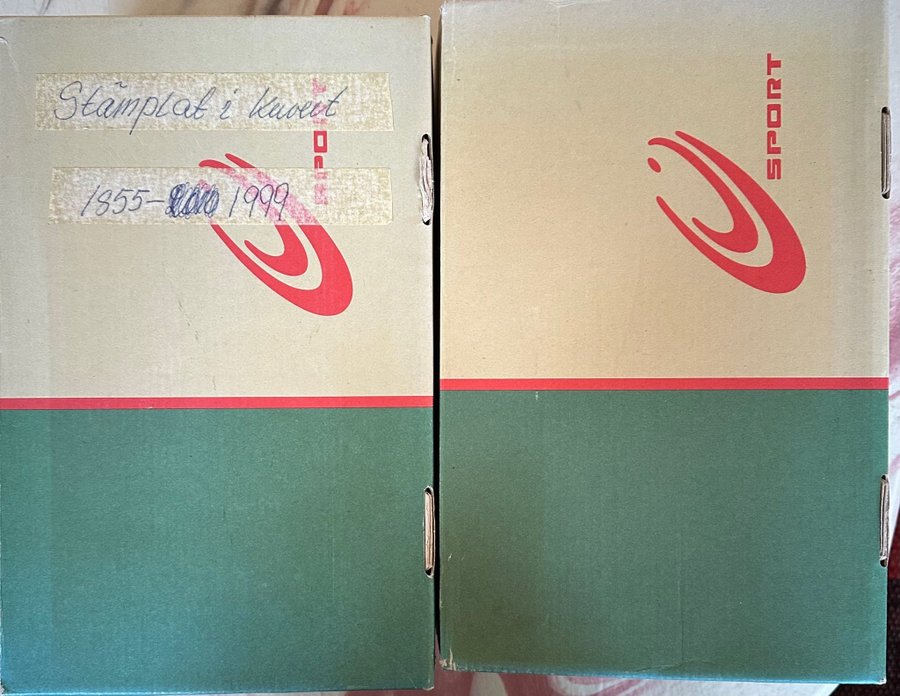 Stämplat i kuvert
1855- 1999
SPORT
SPORT